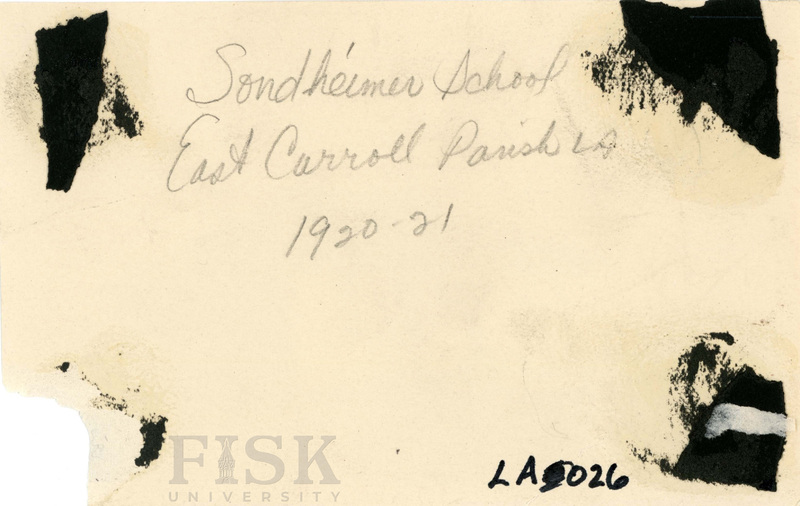 Sondheimer School
East Carroll Parish LA
1920-21
LA5026
FISK
UNIVERSITY